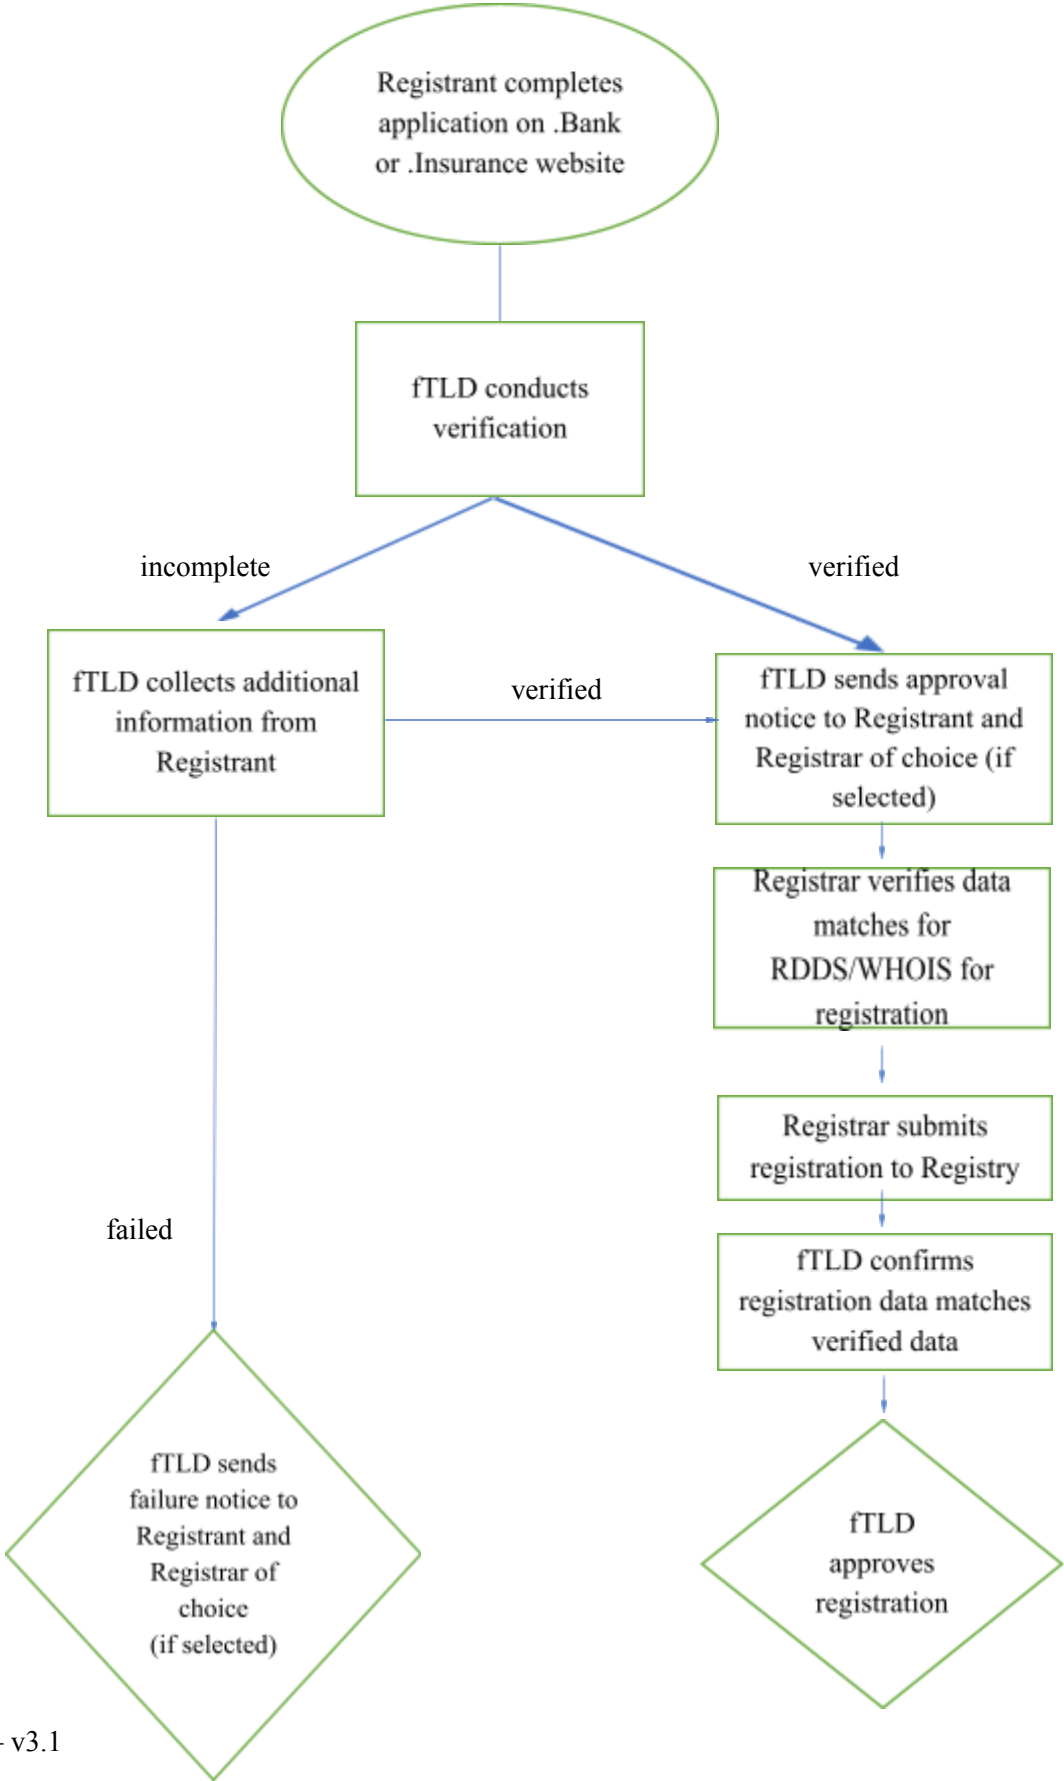 Registrant completes
application on .Bank
or .Insurance website
fTLD conducts
verification
incomplete
verified
fTLD collects additional
information from
Registrant
verified
fTLD sends approval
notice to Registrant and
Registrar of choice (if
selected)
Registrar verifies data
matches for
RDDS/WHOIS for
registration
Registrar submits
registration to Registry
failed
fTLD confirms
registration data matches
verified data
fTLD sends
failure notice to
Registrant and
Registrar of
choice
(if selected)
fTLD
approves
registration
- v3.1